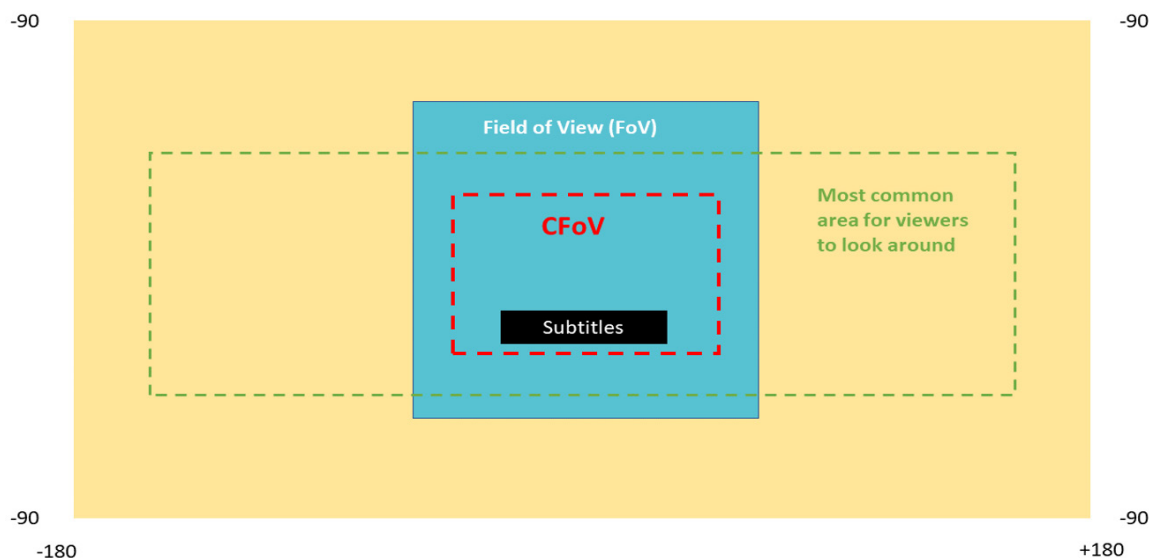 -90
-90
Field of View (FoV)
Most common
area for viewers
to look around
CFoV
Subtitles
-90
-90
-180
+180